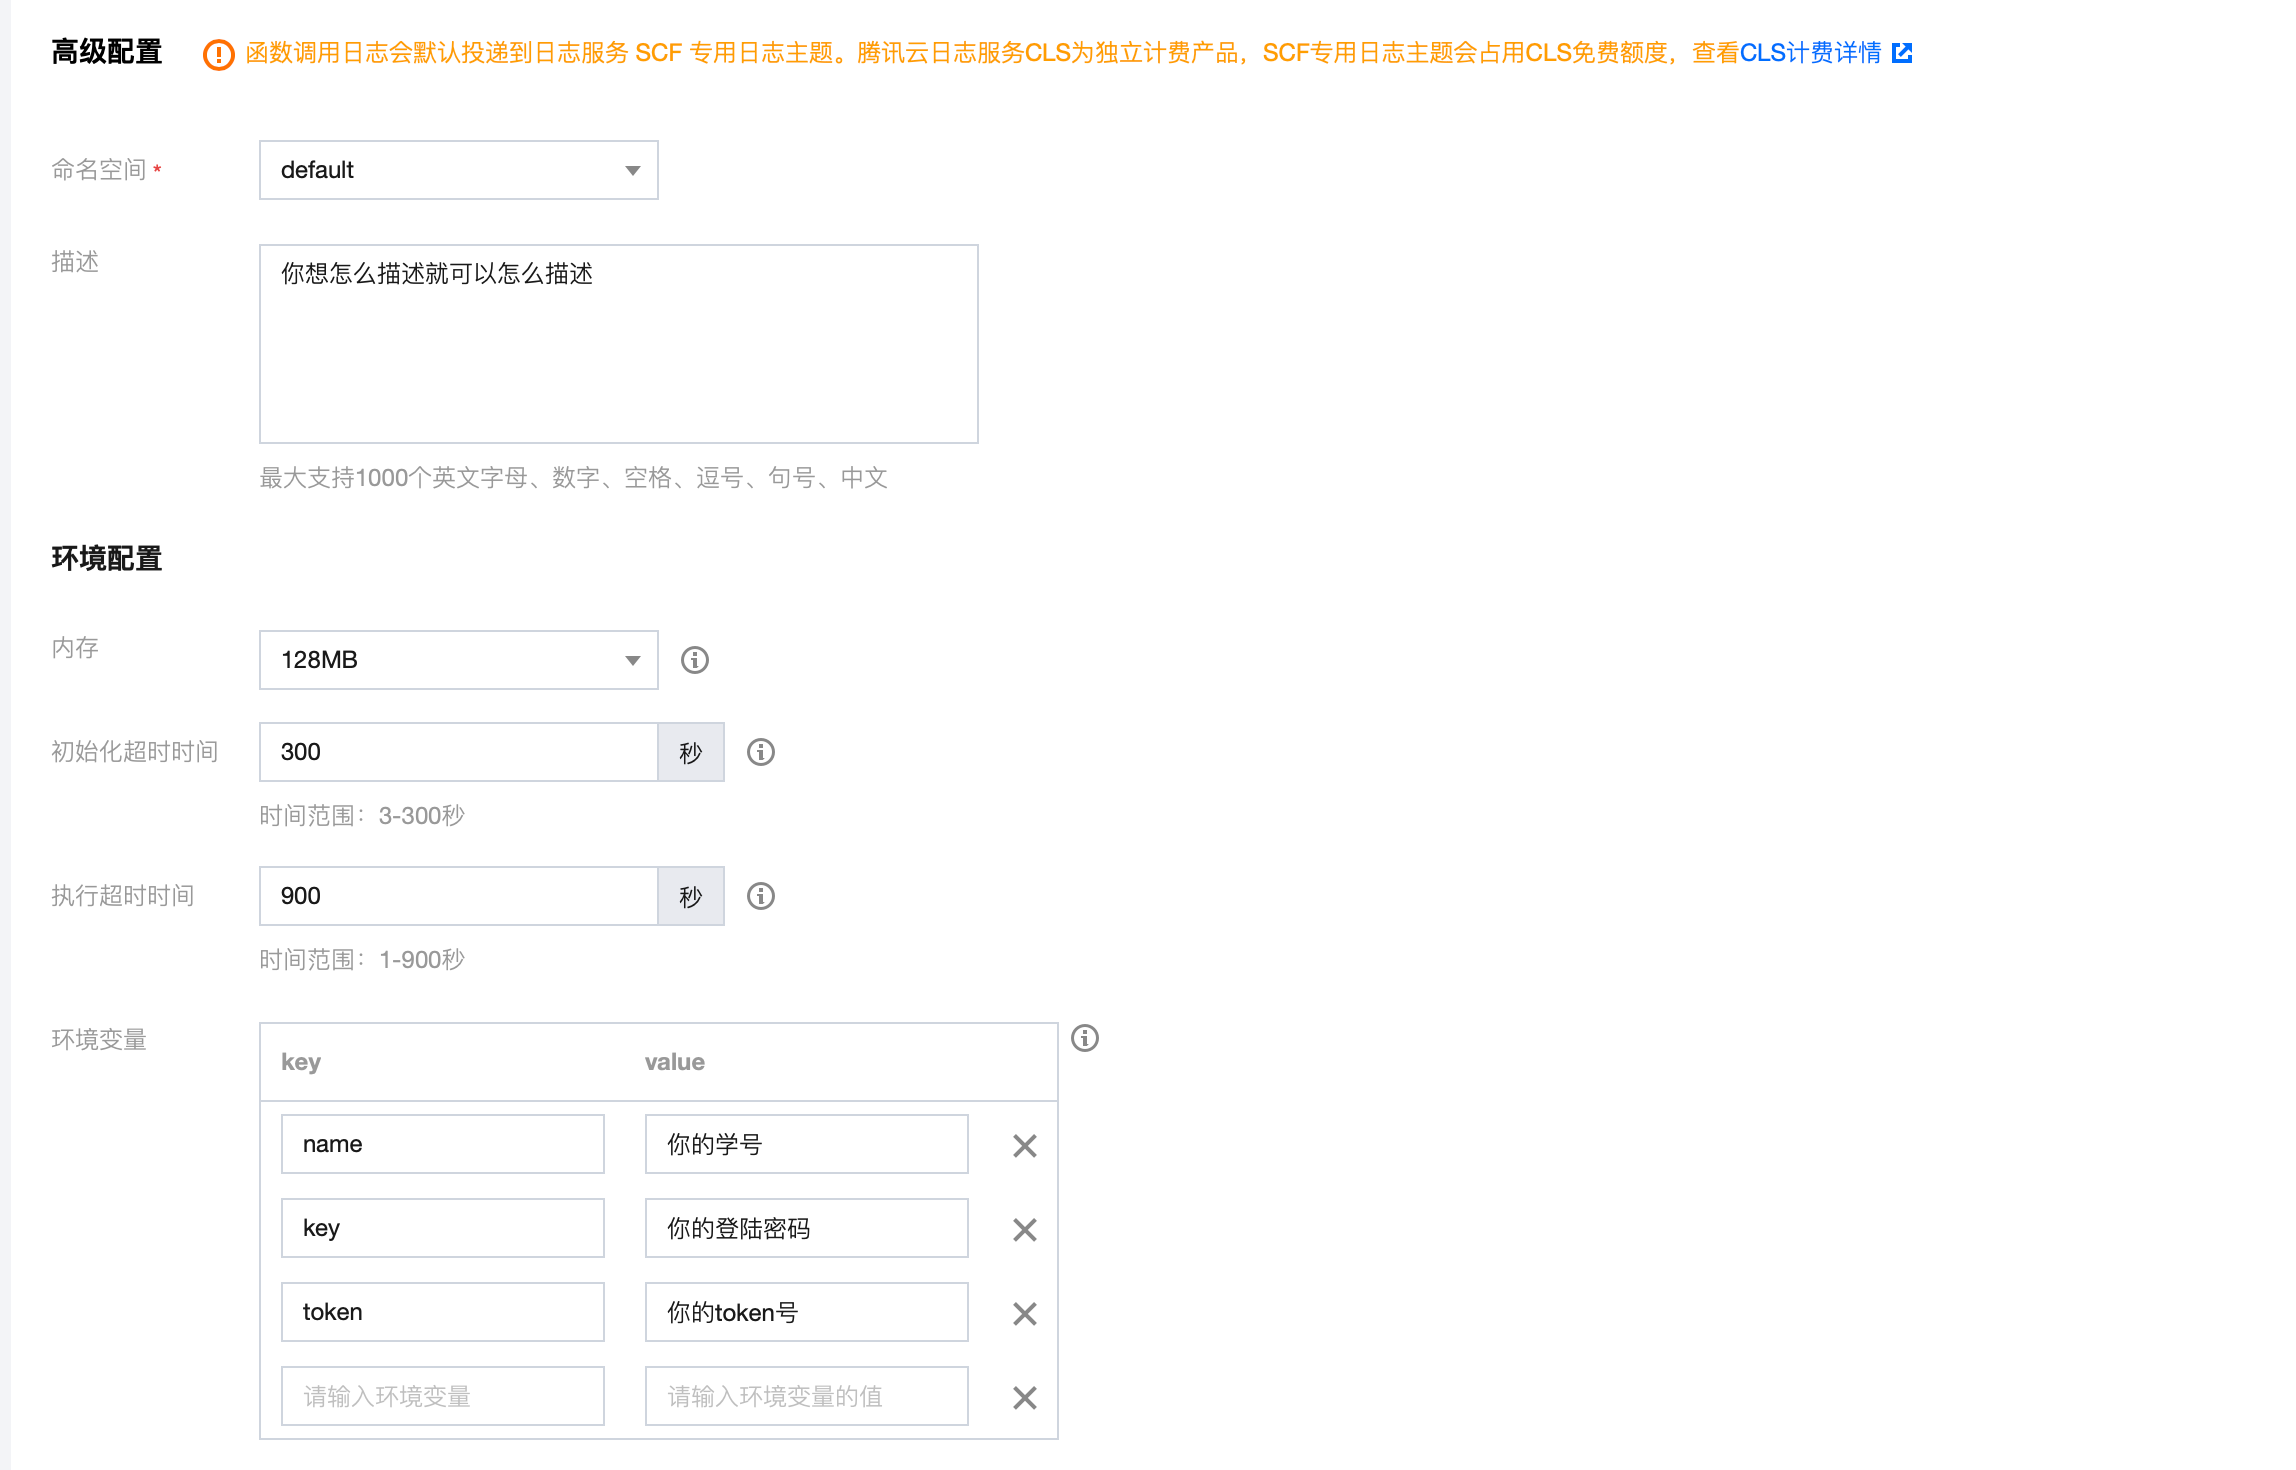 高级配置 函数调用日志会默认投递到日志服务 SCF 专用日志主题。腾讯云日志服务CLS为独立计费产品，SCF专用日志主题会占用CLS免费额度，查看CLS计费详情
命名空间* default
描述 你想怎么描述就可以怎么描述
最大支持1000个英文字母、数字、空格、逗号、句号、中文
环境配置
内存 128MB
初始化超时时间 300 秒
时间范围：3-300秒
执行超时时间 900 秒
时间范围：1-900秒
环境变量 key value
name 你的学号
key 你的登陆密码
token 你的token号
请输入环境变量 请输入环境变量的值